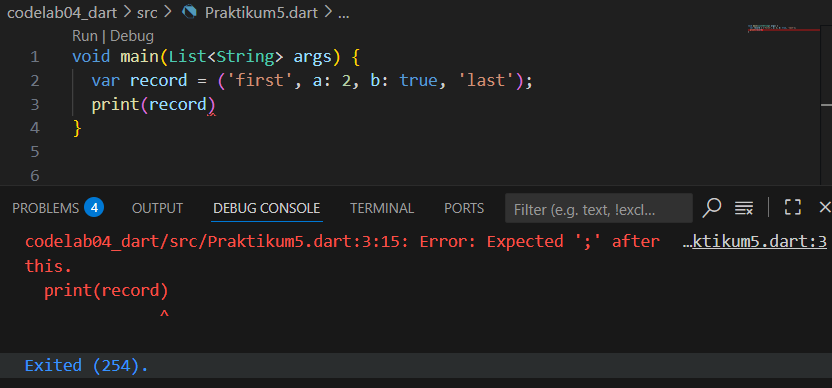 codelab04_dart > src > Praktikum5.dart > ...
Run | Debug
1 void main(List<String> args) {
2 var record = ('first', a: 2, b: true, 'last');
3 print(record)
4 }
5
6
PROBLEMS 4 OUTPUT DEBUG CONSOLE TERMINAL PORTS Filter (e.g. text, !excl...
codelab04_dart/src/Praktikum5.dart:3:15: Error: Expected ';' after …ktikum5.dart:3
this.
print(record)
^
Exited (254).